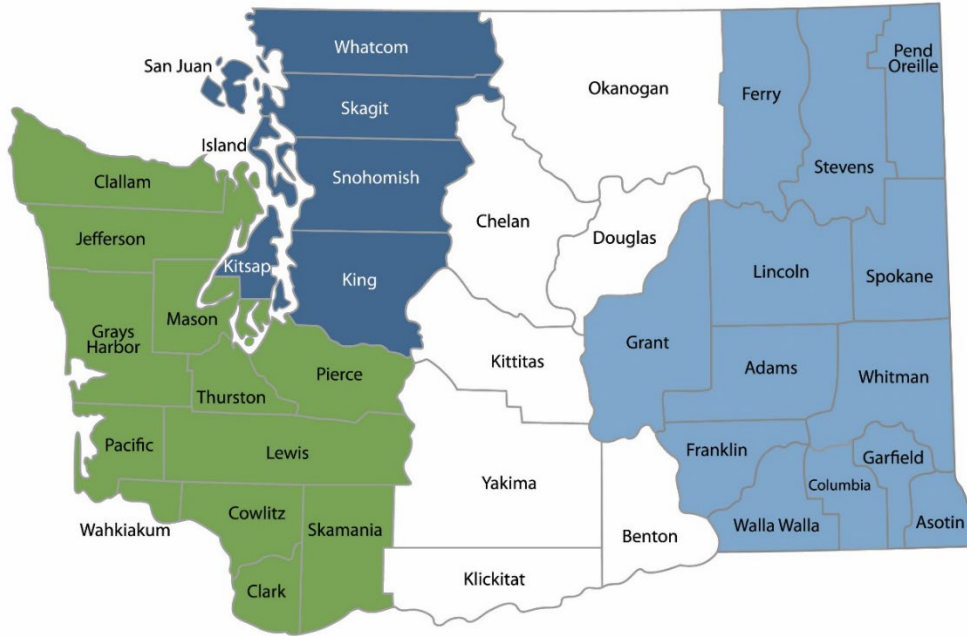 Whatcom
San Juan
Pend
Oreille
Okanogan
Ferry
Skagit
Island
Stevens
Clallam
Snohomish
Chelan
Jefferson
Douglas
Kitsap
Lincoln
Spokane
King
Mason
Grays
Harbor
Grant
Kittitas
Adams
Whitman
Pierce
Thurston
Pacific
Lewis
Franklin
Garfield
Yakima
Columbia
Cowlitz
Wahkiakum
Skamania
Walla Walla
Asotin
Benton
Klickitat
Clark